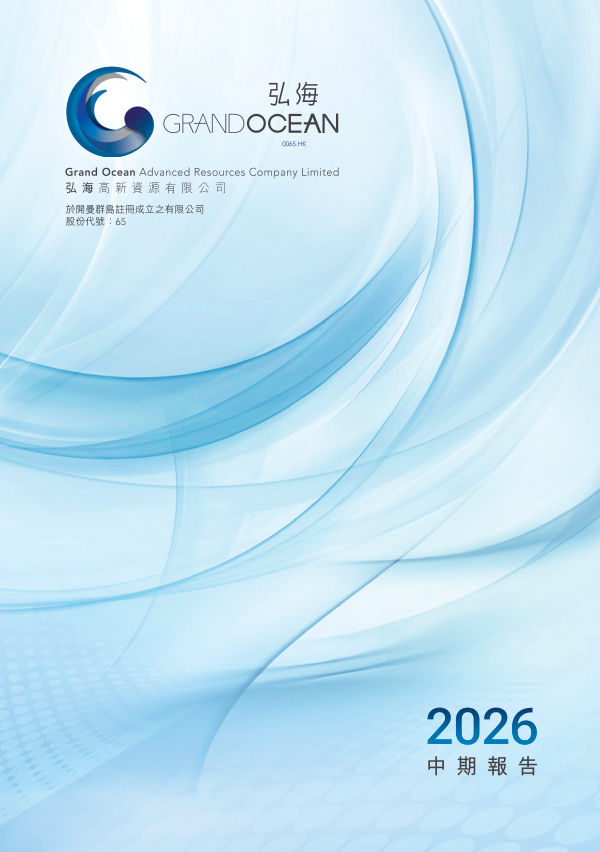 弘海
GRANDOCEAN
0065.HK
Grand Ocean Advanced Resources Company Limited
弘海高新資源有限公司
於開曼群島註冊成立之有限公司
股份代號：65
2026
中期報告